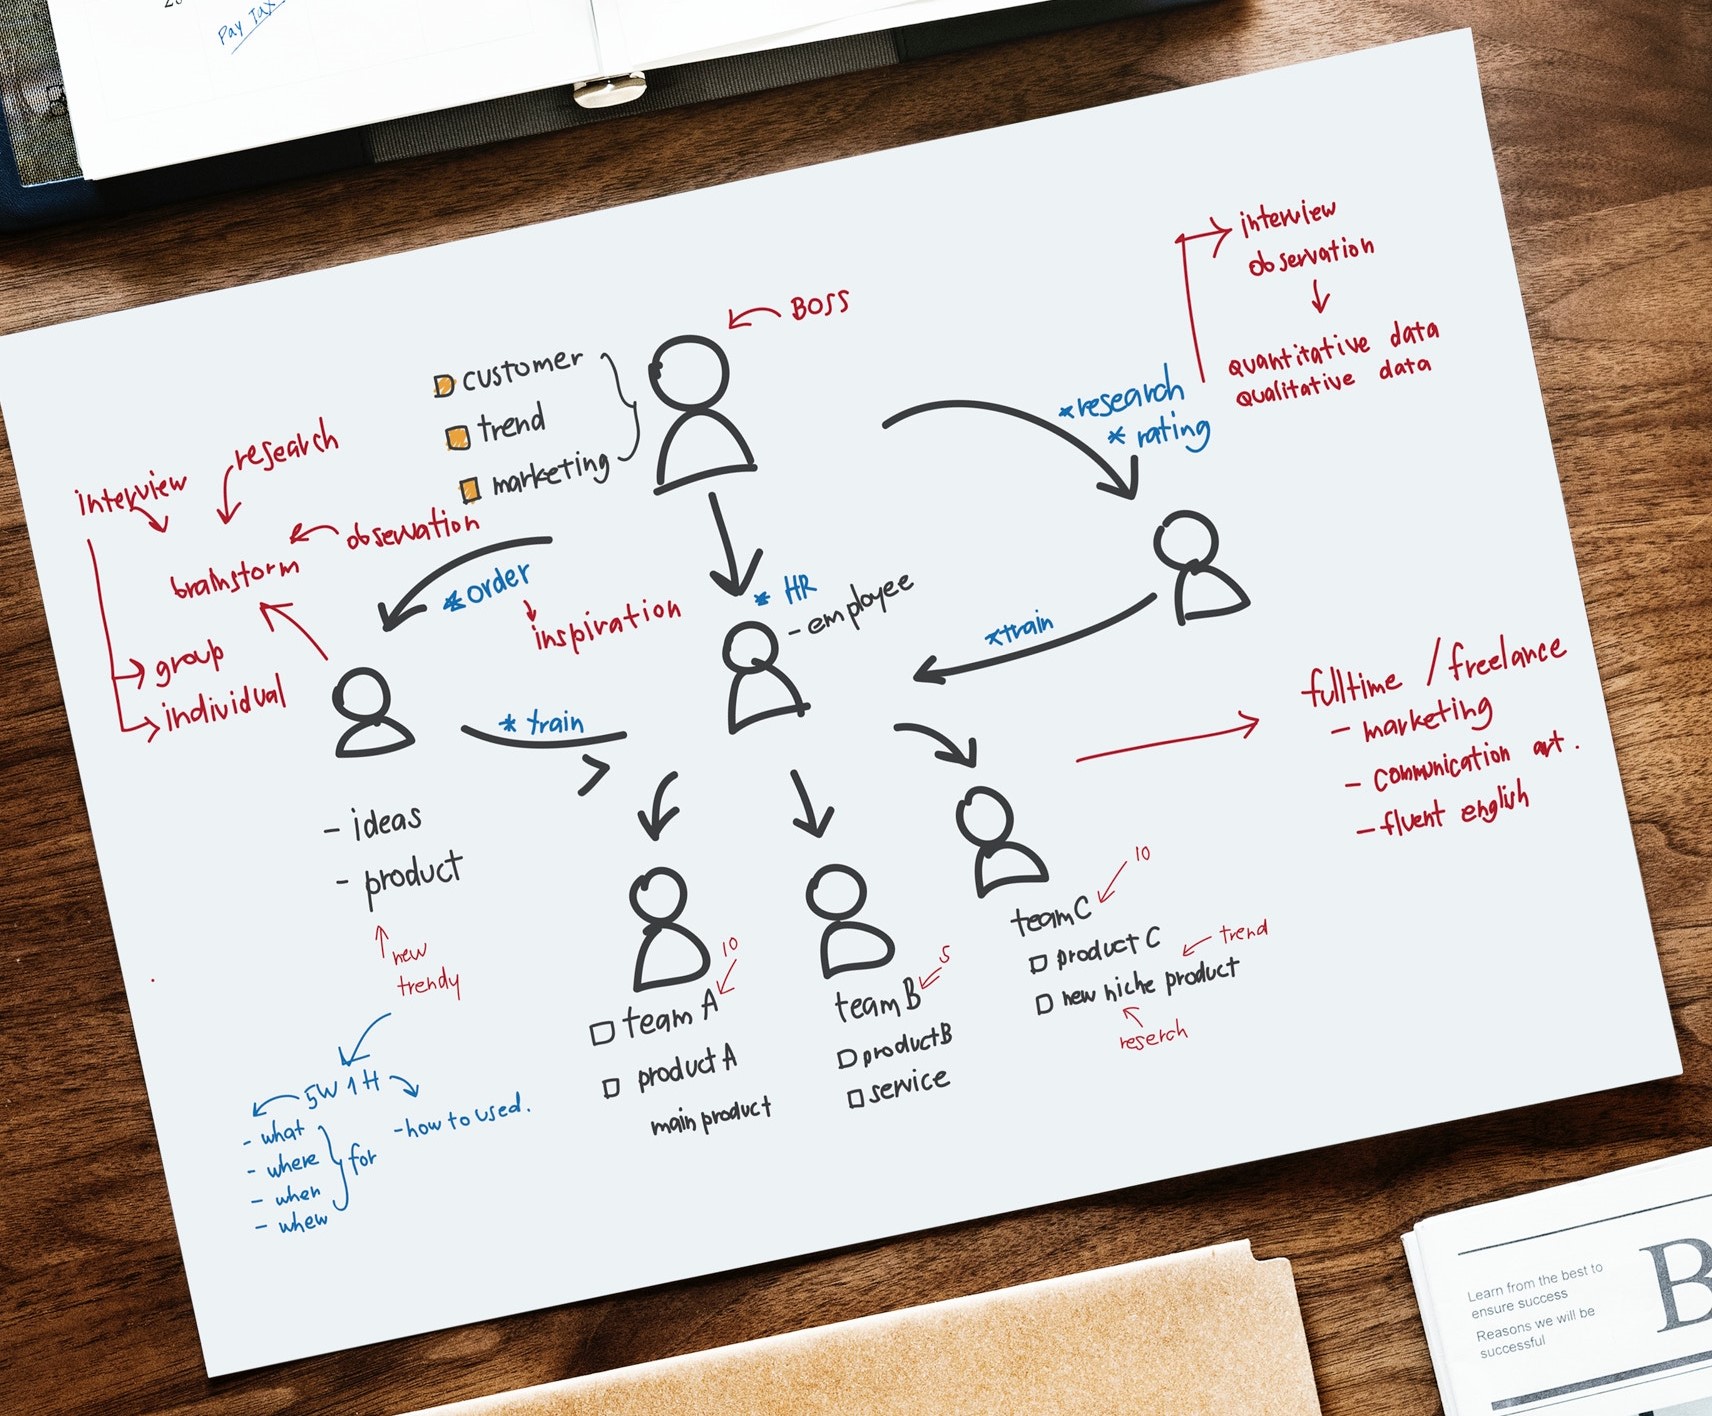 Pay Tax
BOSS
customer
trend
marketing
interview
observation
quantitative data
qualitative data
*research
* rating
research
interview
observation
brainstorm
group
individual
*order
inspiration
* HR
- employee
*train
* train
fulltime / freelance
- marketing
- communication art.
- fluent english
- ideas
- product
new
trendy
5W 1H
- what
- where
- when
- whew
for
- how to used.
10
team A
product A
main product
5
team B
product B
service
10
team C
product C
trend
new niche product
reserch
Learn from the best to
ensure success
Reasons we will be
successful
B